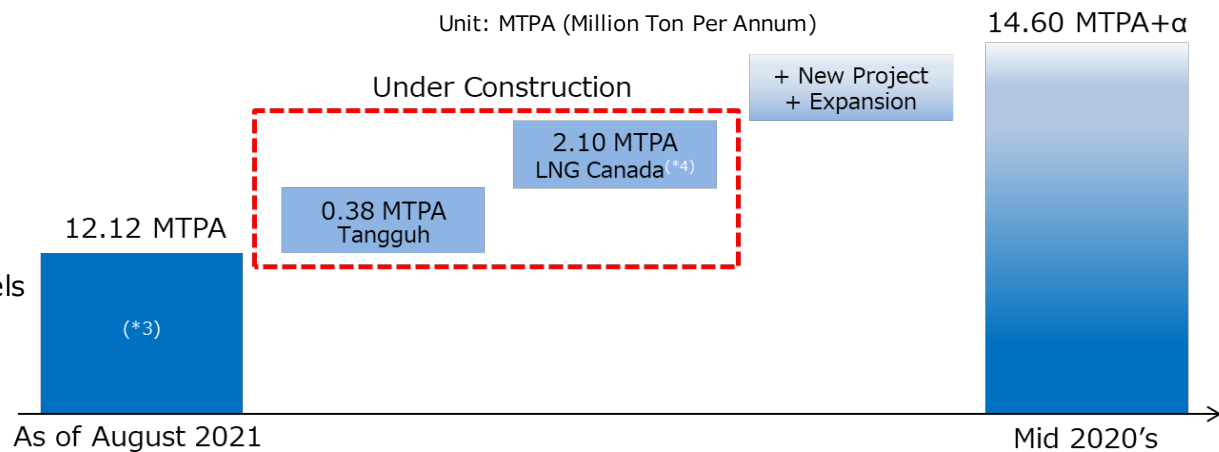 Unit: MTPA (Million Ton Per Annum)
14.60 MTPA+α
Under Construction
+ New Project
+ Expansion
2.10 MTPA
LNG Canada(*4)
0.38 MTPA
Tangguh
12.12 MTPA
els
(*3)
As of August 2021
Mid 2020's